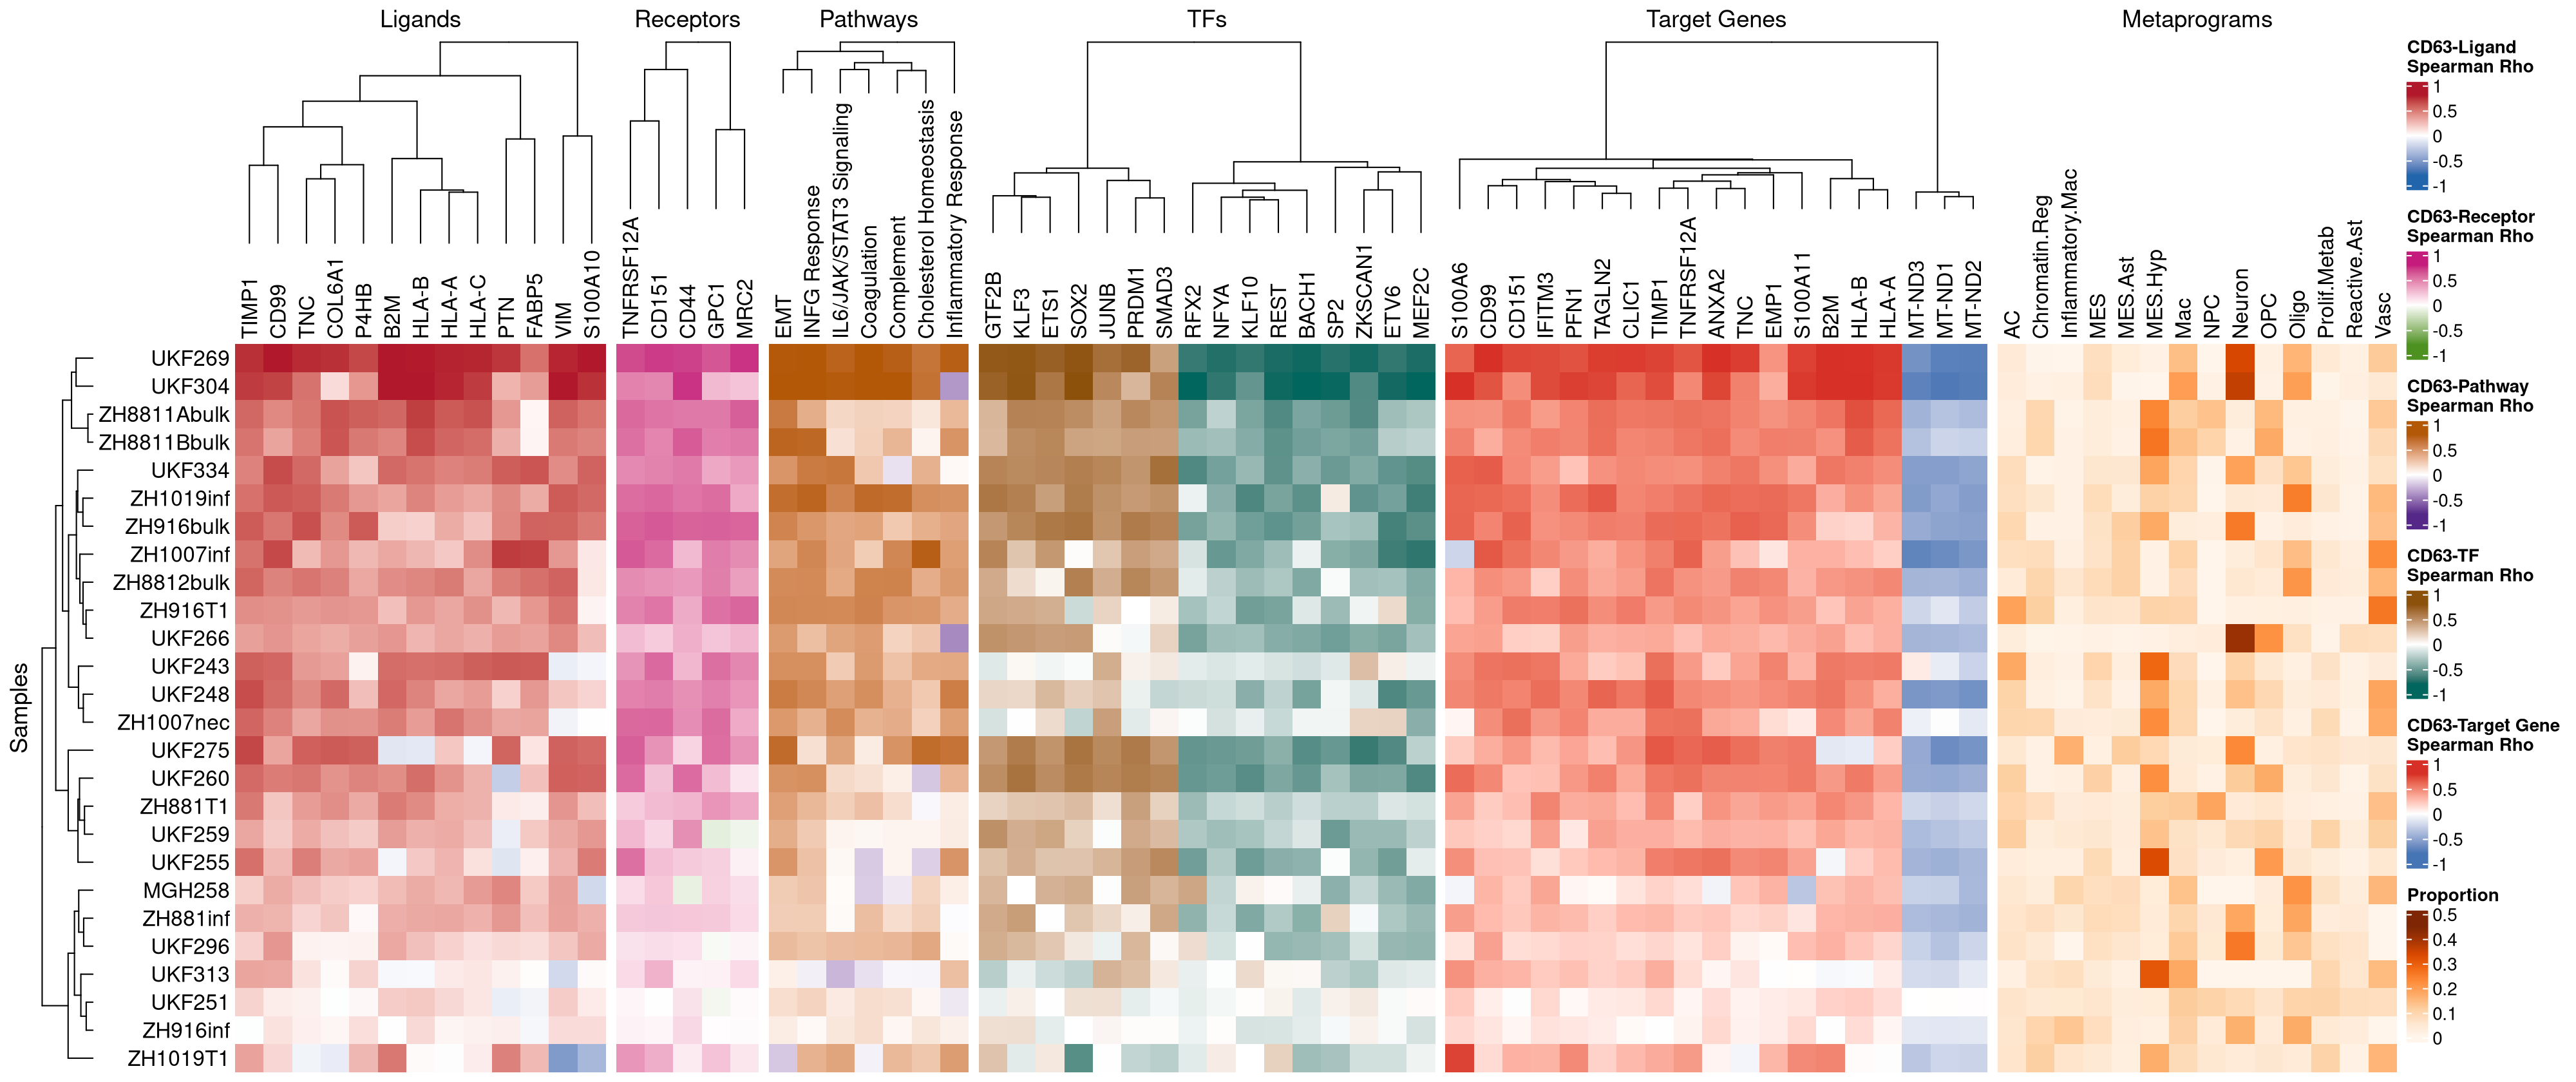 Ligands
Receptors
Pathways
TFs
Target Genes
Metaprograms
TIMP1
CD99
TNC
COL6A1
P4HB
B2M
HLA-B
HLA-A
HLA-C
PTN
FABP5
VIM
S100A10
TNFRSF12A
CD151
CD44
GPC1
MRC2
EMT
INFG Response
IL6/JAK/STAT3 Signaling
Coagulation
Complement
Cholesterol Homeostasis
Inflammatory Response
GTF2B
KLF3
ETS1
SOX2
JUNB
PRDM1
SMAD3
RFX2
NFYA
KLF10
REST
BACH1
SP2
ZKSCAN1
ETV6
MEF2C
S100A6
CD99
CD151
IFITM3
PFN1
TAGLN2
CLIC1
TIMP1
TNFRSF12A
ANXA2
TNC
EMP1
S100A11
B2M
HLA-B
HLA-A
MT-ND3
MT-ND1
MT-ND2
AC
Chromatin.Reg
Inflammatory.Mac
MES
MES.Ast
MES.Hyp
Mac
NPC
Neuron
OPC
Oligo
Prolif.Metab
Reactive.Ast
Vasc
Samples
UKF269
UKF304
ZH8811Abulk
ZH8811Bbulk
UKF334
ZH1019inf
ZH916bulk
ZH1007inf
ZH8812bulk
ZH916T1
UKF266
UKF243
UKF248
ZH1007nec
UKF275
UKF260
ZH881T1
UKF259
UKF255
MGH258
ZH881inf
UKF296
UKF313
UKF251
ZH916inf
ZH1019T1
CD63-Ligand
Spearman Rho
1
0.5
0
-0.5
-1
CD63-Receptor
Spearman Rho
1
0.5
0
-0.5
-1
CD63-Pathway
Spearman Rho
1
0.5
0
-0.5
-1
CD63-TF
Spearman Rho
1
0.5
0
-0.5
-1
CD63-Target Gene
Spearman Rho
1
0.5
0
-0.5
-1
Proportion
0.5
0.4
0.3
0.2
0.1
0